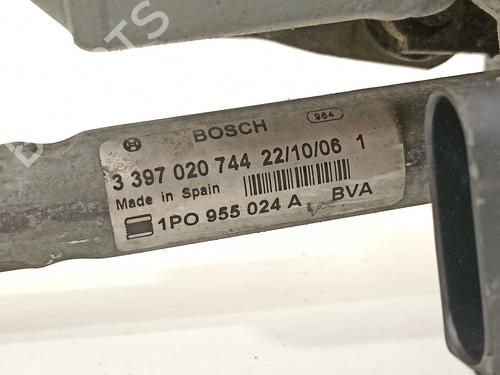 BOSCH 964
3 397 020 744 22/10/06 1
Made in Spain
1PO 955 024 A BVA